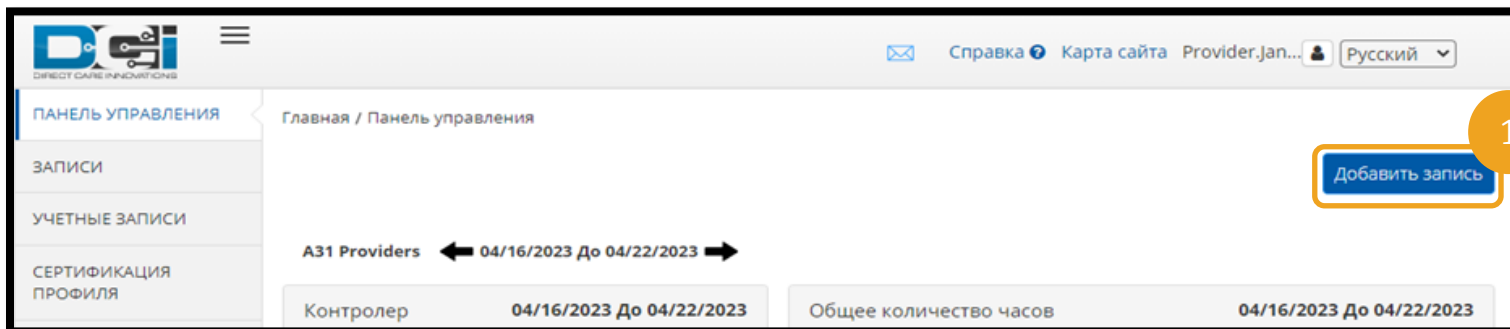 DCI
DIRECT CARE INNOVATIONS
Справка ? Карта сайта Provider.Jan... Русский
ПАНЕЛЬ УПРАВЛЕНИЯ
Главная / Панель управления
1
ЗАПИСИ
Добавить запись
УЧЕТНЫЕ ЗАПИСИ
A31 Providers 04/16/2023 До 04/22/2023
СЕРТИФИКАЦИЯ
ПРОФИЛЯ
Контролер 04/16/2023 До 04/22/2023 Общее количество часов 04/16/2023 До 04/22/2023